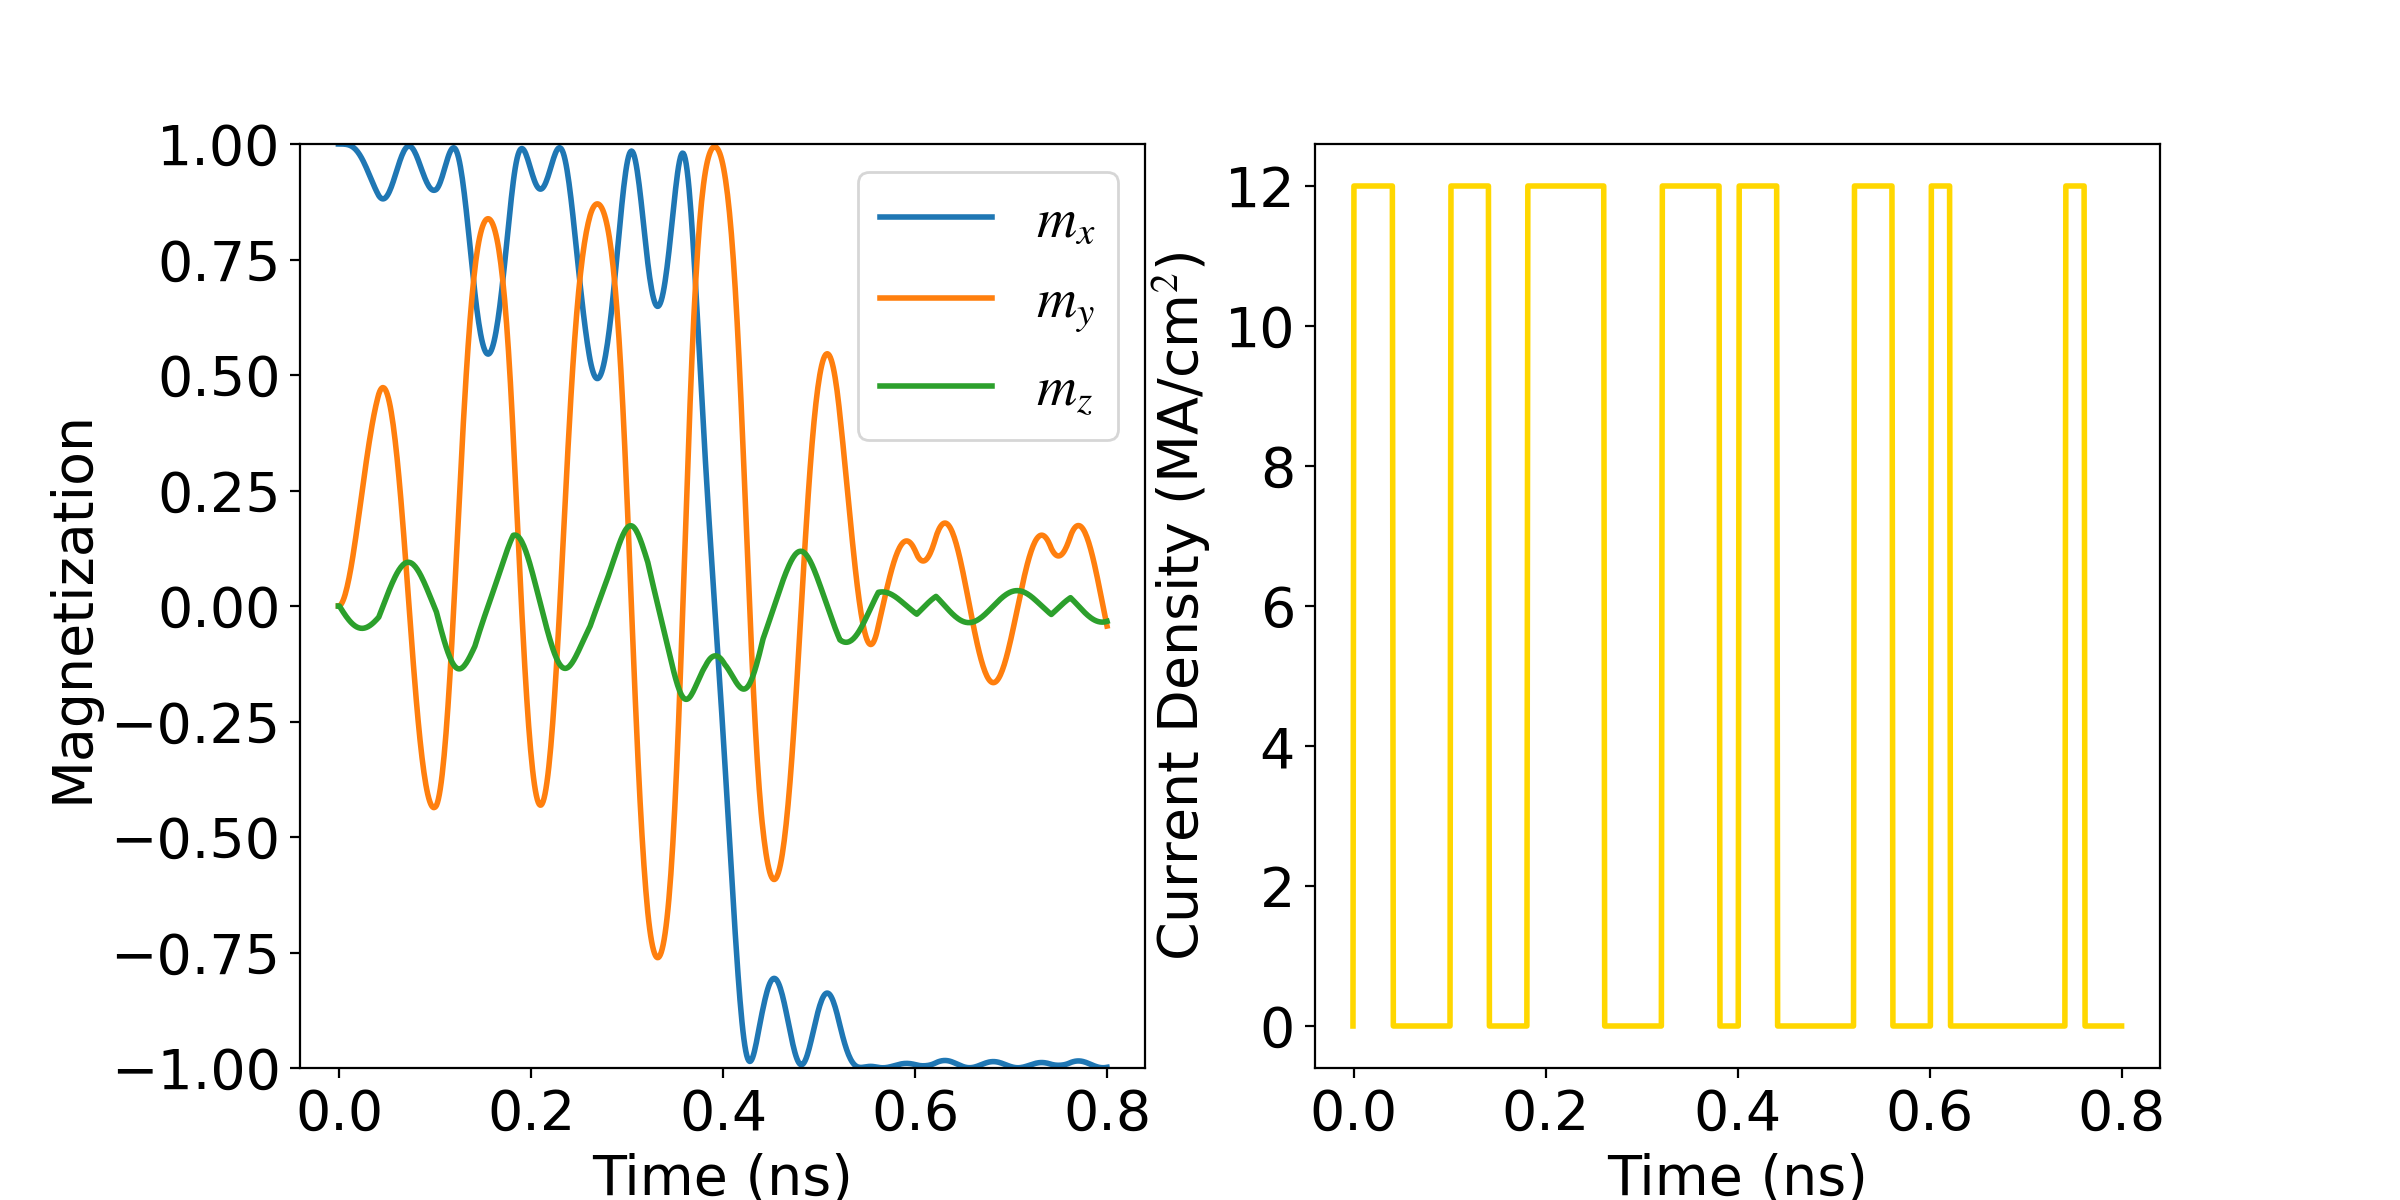 1.00
0.75
0.50
0.25
0.00
−0.25
−0.50
−0.75
−1.00
Magnetization
0.0 0.2 0.4 0.6 0.8
Time (ns)
m_x
m_y
m_z
12
10
8
6
4
2
0
Current Density (MA/cm²)
0.0 0.2 0.4 0.6 0.8
Time (ns)